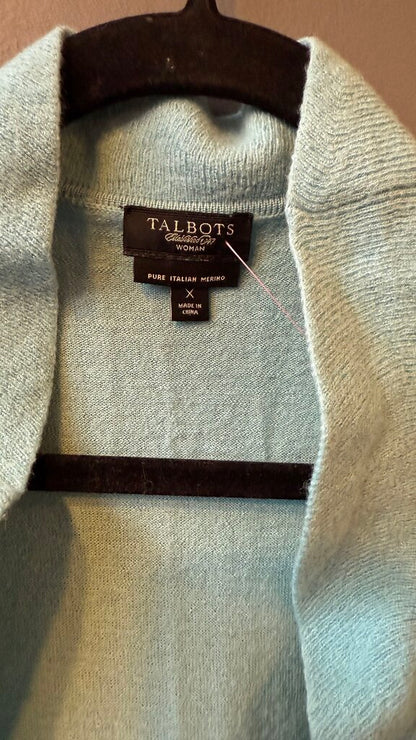 TALBOTS
WOMAN
PURE ITALIAN MERINO
X
MADE IN
CHINA